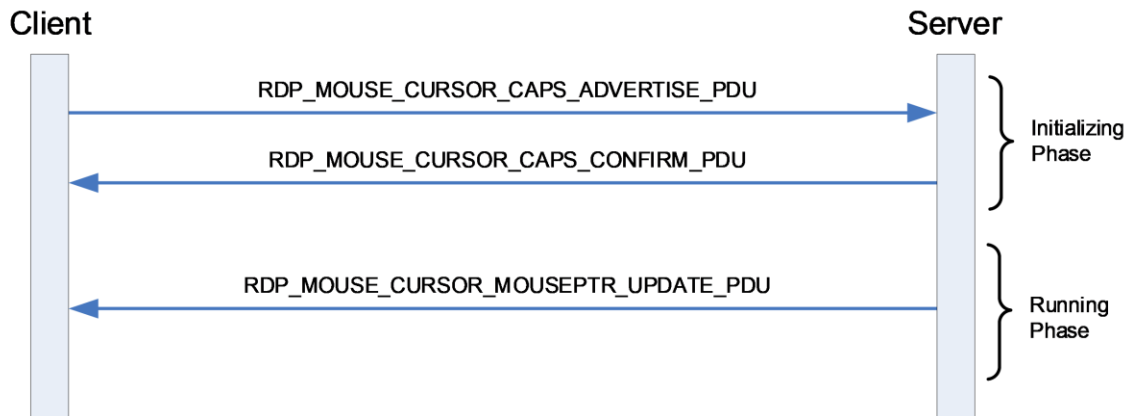 Client
Server
RDP_MOUSE_CURSOR_CAPS_ADVERTISE_PDU
Initializing
Phase
RDP_MOUSE_CURSOR_CAPS_CONFIRM_PDU
RDP_MOUSE_CURSOR_MOUSEPTR_UPDATE_PDU
Running
Phase